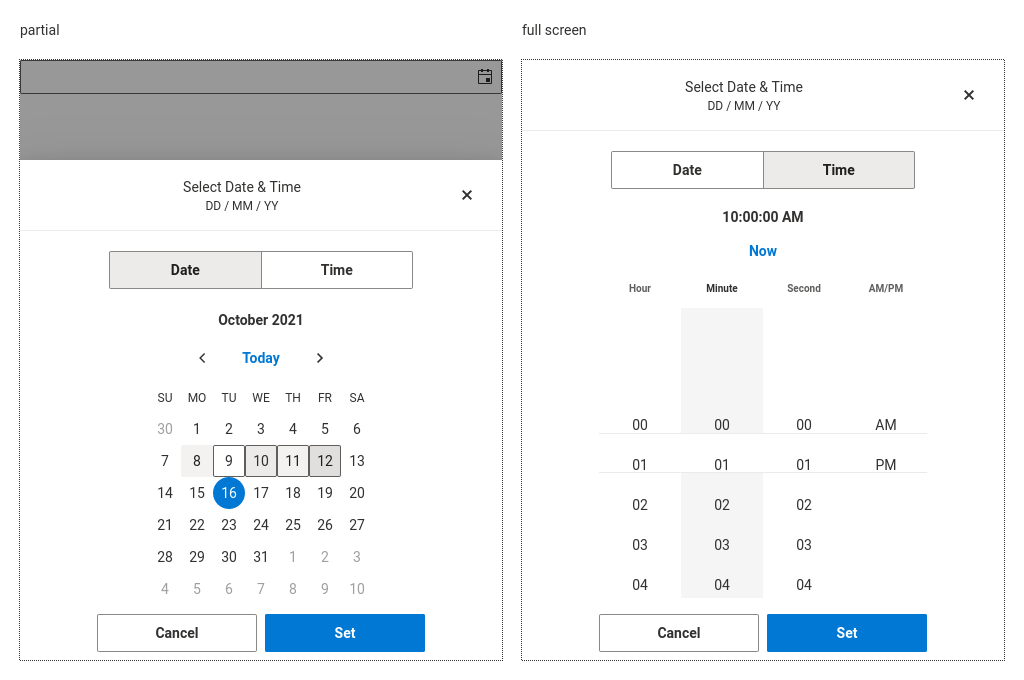 partial
Select Date & Time
DD / MM / YY
Date Time
October 2021
Today
SU MO TU WE TH FR SA
30 1 2 3 4 5 6
7 8 9 10 11 12 13
14 15 16 17 18 19 20
21 22 23 24 25 26 27
28 29 30 31 1 2 3
4 5 6 7 8 9 10
Cancel Set
full screen
Select Date & Time
DD / MM / YY
Date Time
10:00:00 AM
Now
Hour Minute Second AM/PM
00 00 00 AM
01 01 01 PM
02 02 02
03 03 03
04 04 04
Cancel Set